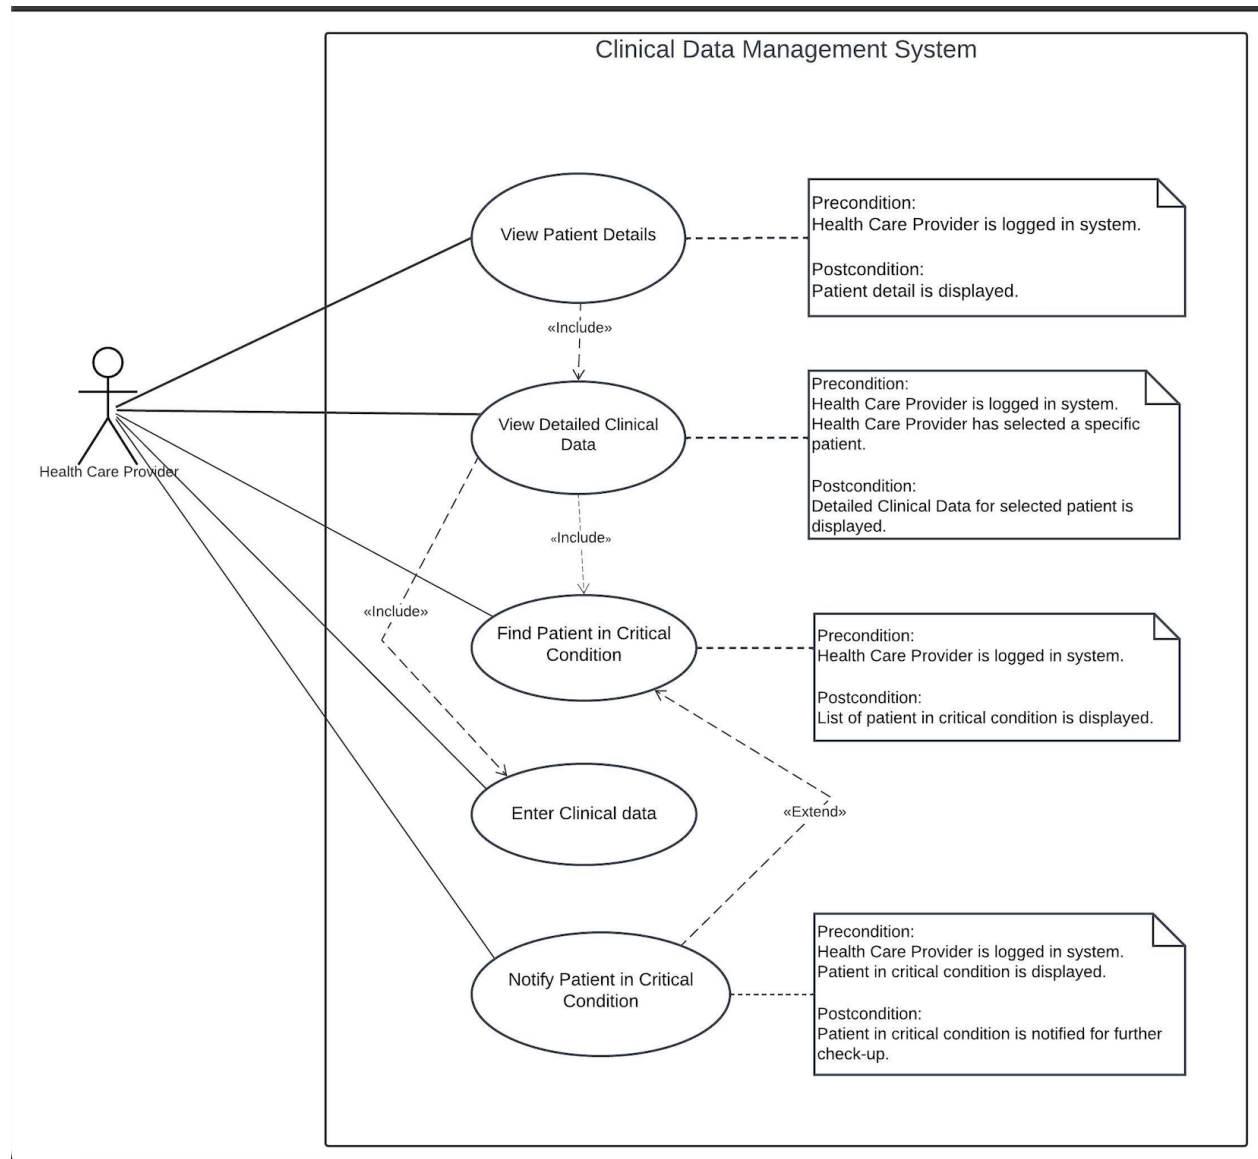 Clinical Data Management System
View Patient Details
Precondition:
Health Care Provider is logged in system.
Postcondition:
Patient detail is displayed.
«Include»
Health Care Provider
View Detailed Clinical
Data
Precondition:
Health Care Provider is logged in system.
Health Care Provider has selected a specific
patient.
Postcondition:
Detailed Clinical Data for selected patient is
displayed.
«Include»
«Include»
Find Patient in Critical
Condition
Precondition:
Health Care Provider is logged in system.
Postcondition:
List of patient in critical condition is displayed.
Enter Clinical data
«Extend»
Notify Patient in Critical
Condition
Precondition:
Health Care Provider is logged in system.
Patient in critical condition is displayed.
Postcondition:
Patient in critical condition is notified for further
check-up.